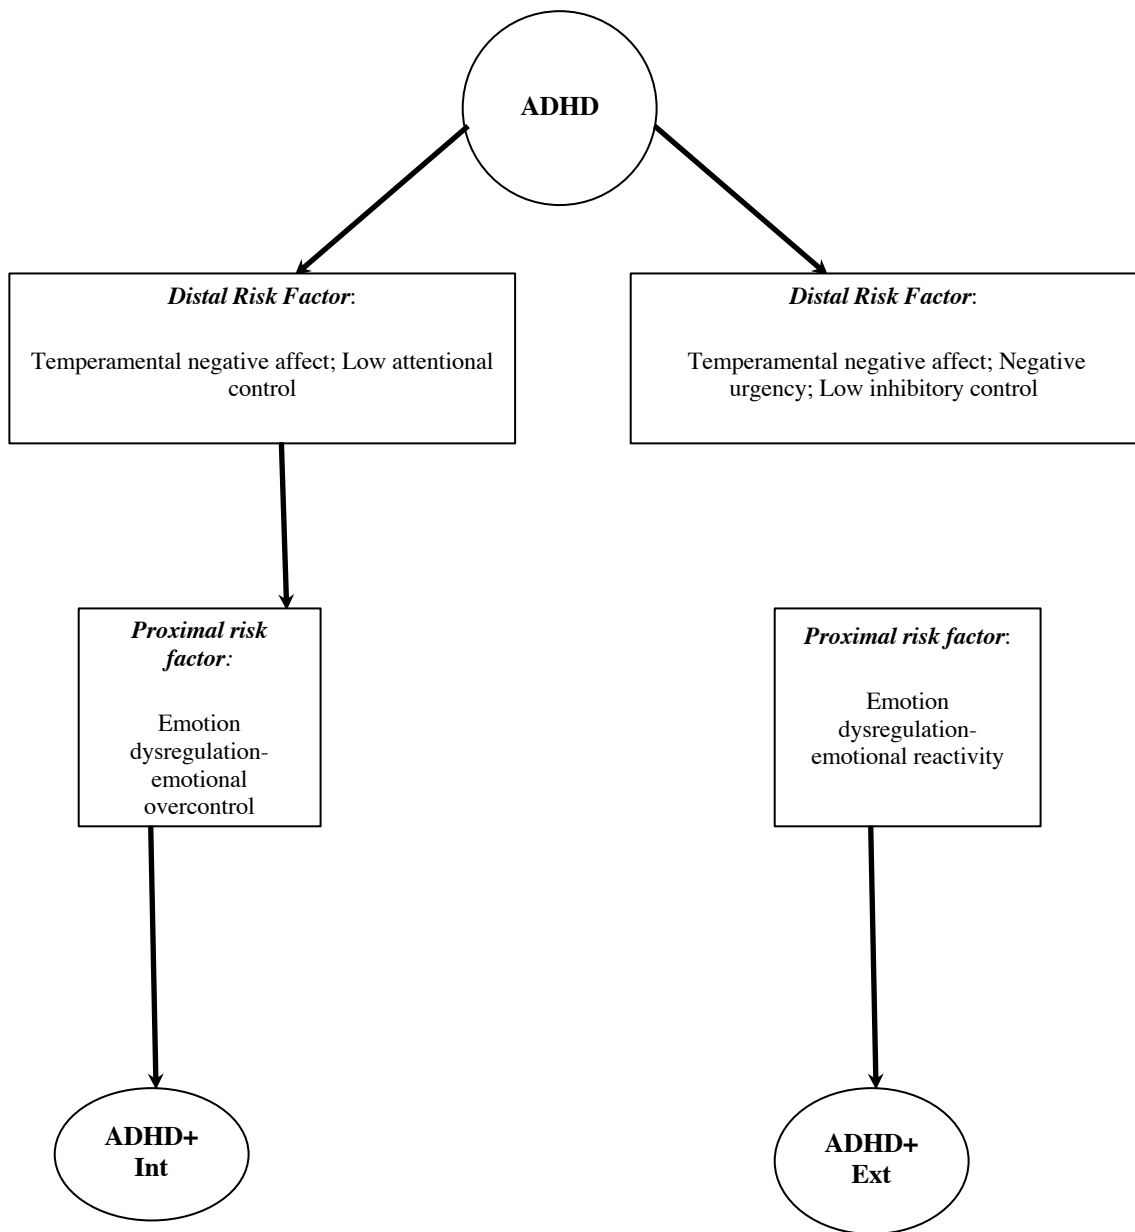 ADHD
Distal Risk Factor:
Temperamental negative affect; Low attentional
control
Distal Risk Factor:
Temperamental negative affect; Negative
urgency; Low inhibitory control
Proximal risk
factor:
Emotion
dysregulation-
emotional
overcontrol
Proximal risk factor:
Emotion
dysregulation-
emotional reactivity
ADHD+
Int
ADHD+
Ext